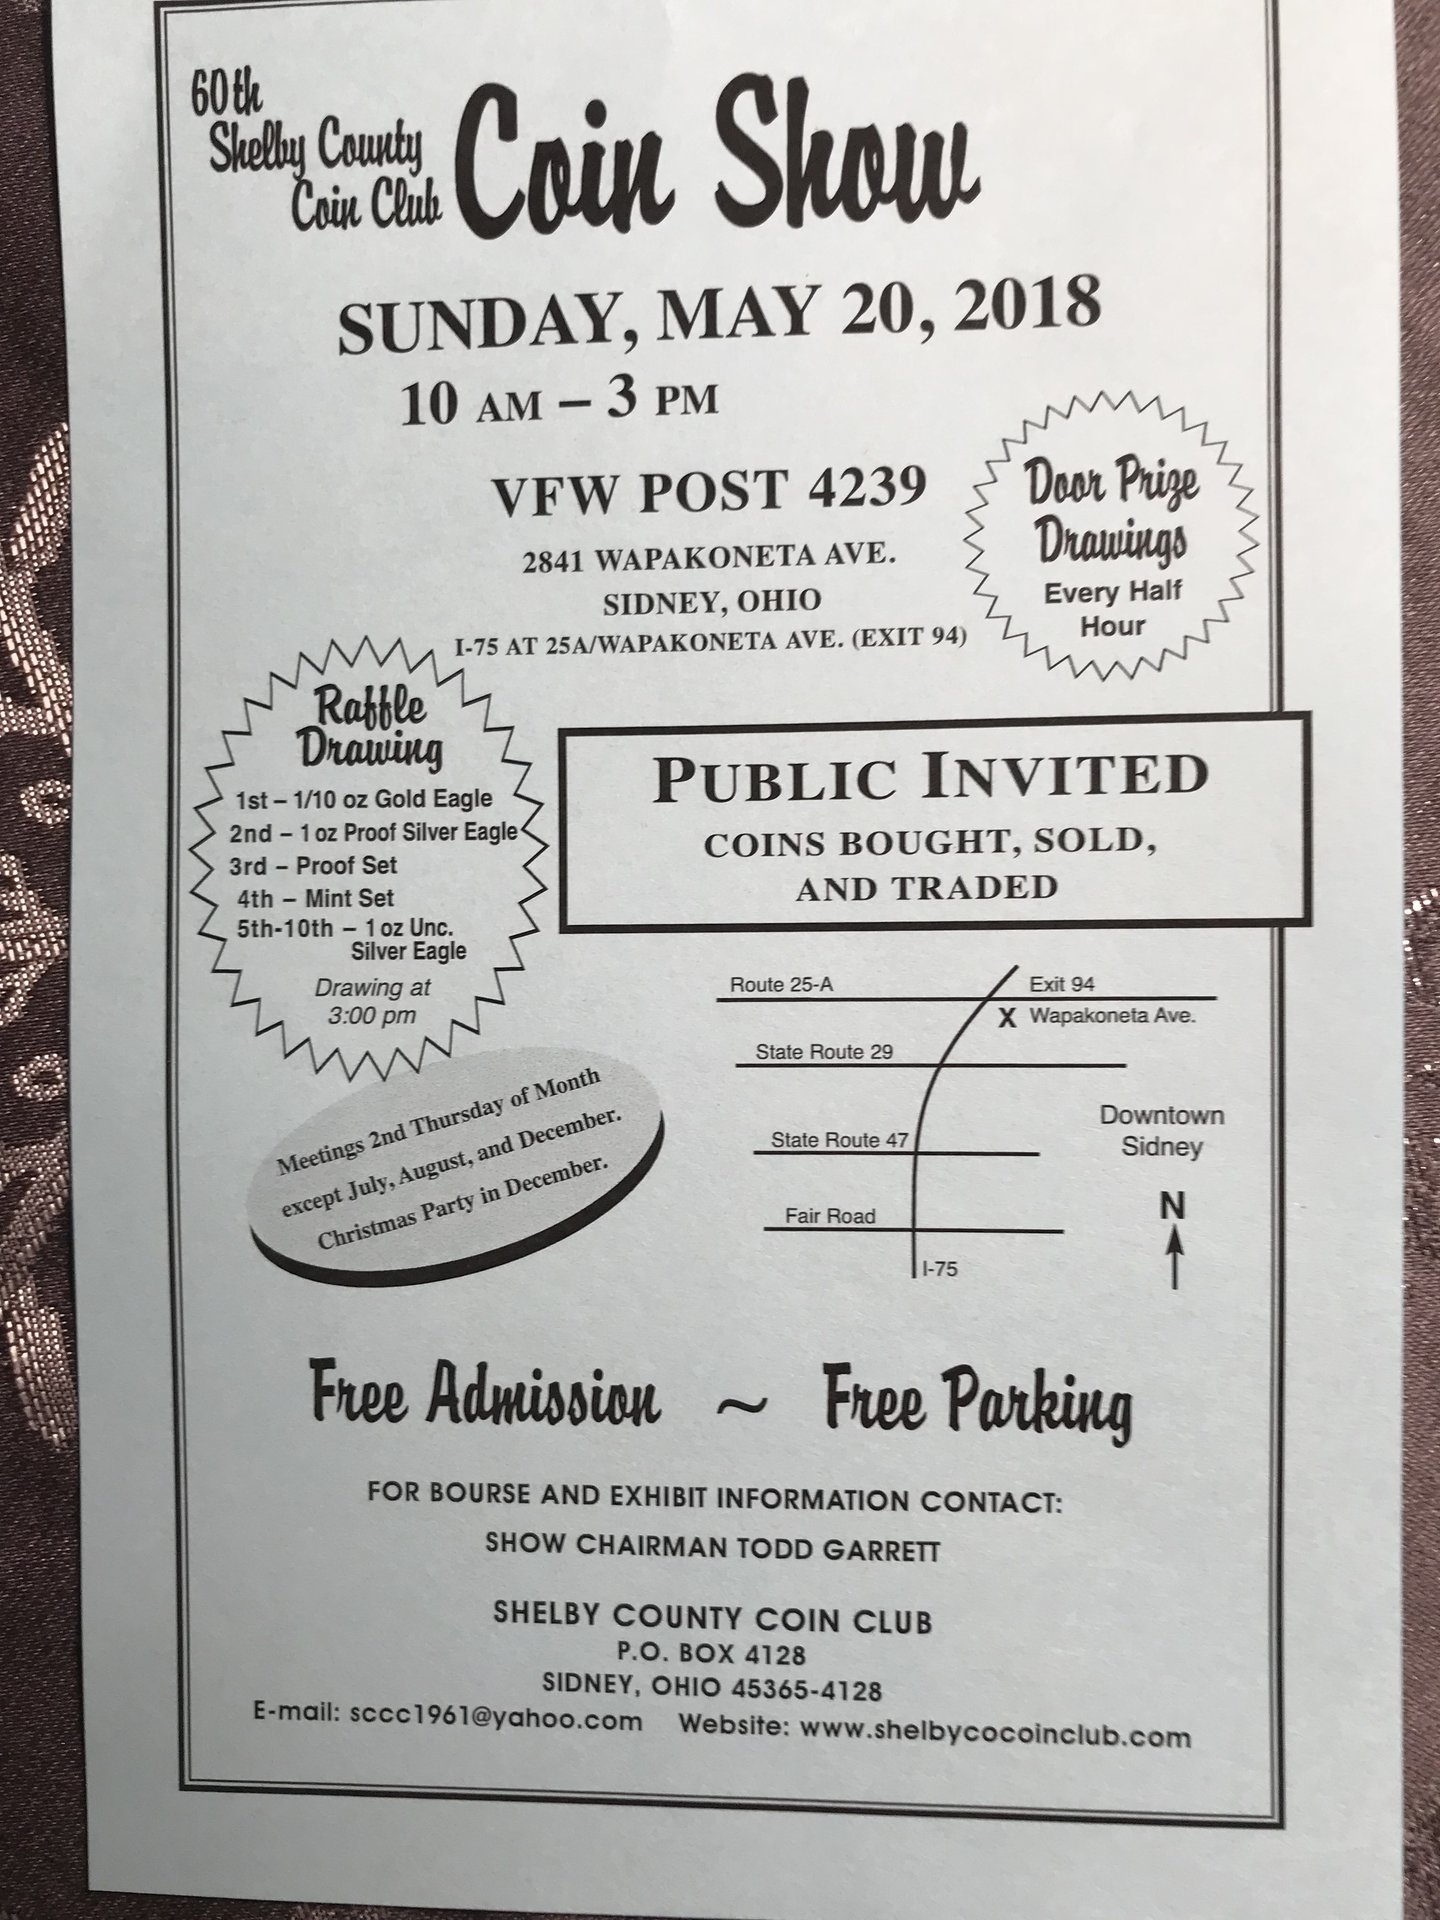 60th
Shelby County
Coin Club
Coin Show
SUNDAY, MAY 20, 2018
10 AM – 3 PM
VFW POST 4239
2841 WAPAKONETA AVE.
SIDNEY, OHIO
I-75 AT 25A/WAPAKONETA AVE. (EXIT 94)
Door Prize
Drawings
Every Half
Hour
Raffle
Drawing
1st – 1/10 oz Gold Eagle
2nd – 1 oz Proof Silver Eagle
3rd – Proof Set
4th – Mint Set
5th-10th – 1 oz Unc.
Silver Eagle
Drawing at
3:00 pm
PUBLIC INVITED
COINS BOUGHT, SOLD,
AND TRADED
Meetings 2nd Thursday of Month
except July, August, and December.
Christmas Party in December.
Route 25-A
Exit 94
X Wapakoneta Ave.
State Route 29
State Route 47
Downtown
Sidney
Fair Road
N
I-75
Free Admission ~ Free Parking
FOR BOURSE AND EXHIBIT INFORMATION CONTACT:
SHOW CHAIRMAN TODD GARRETT
SHELBY COUNTY COIN CLUB
P.O. BOX 4128
SIDNEY, OHIO 45365-4128
E-mail: sccc1961@yahoo.com Website: www.shelbycocoinclub.com